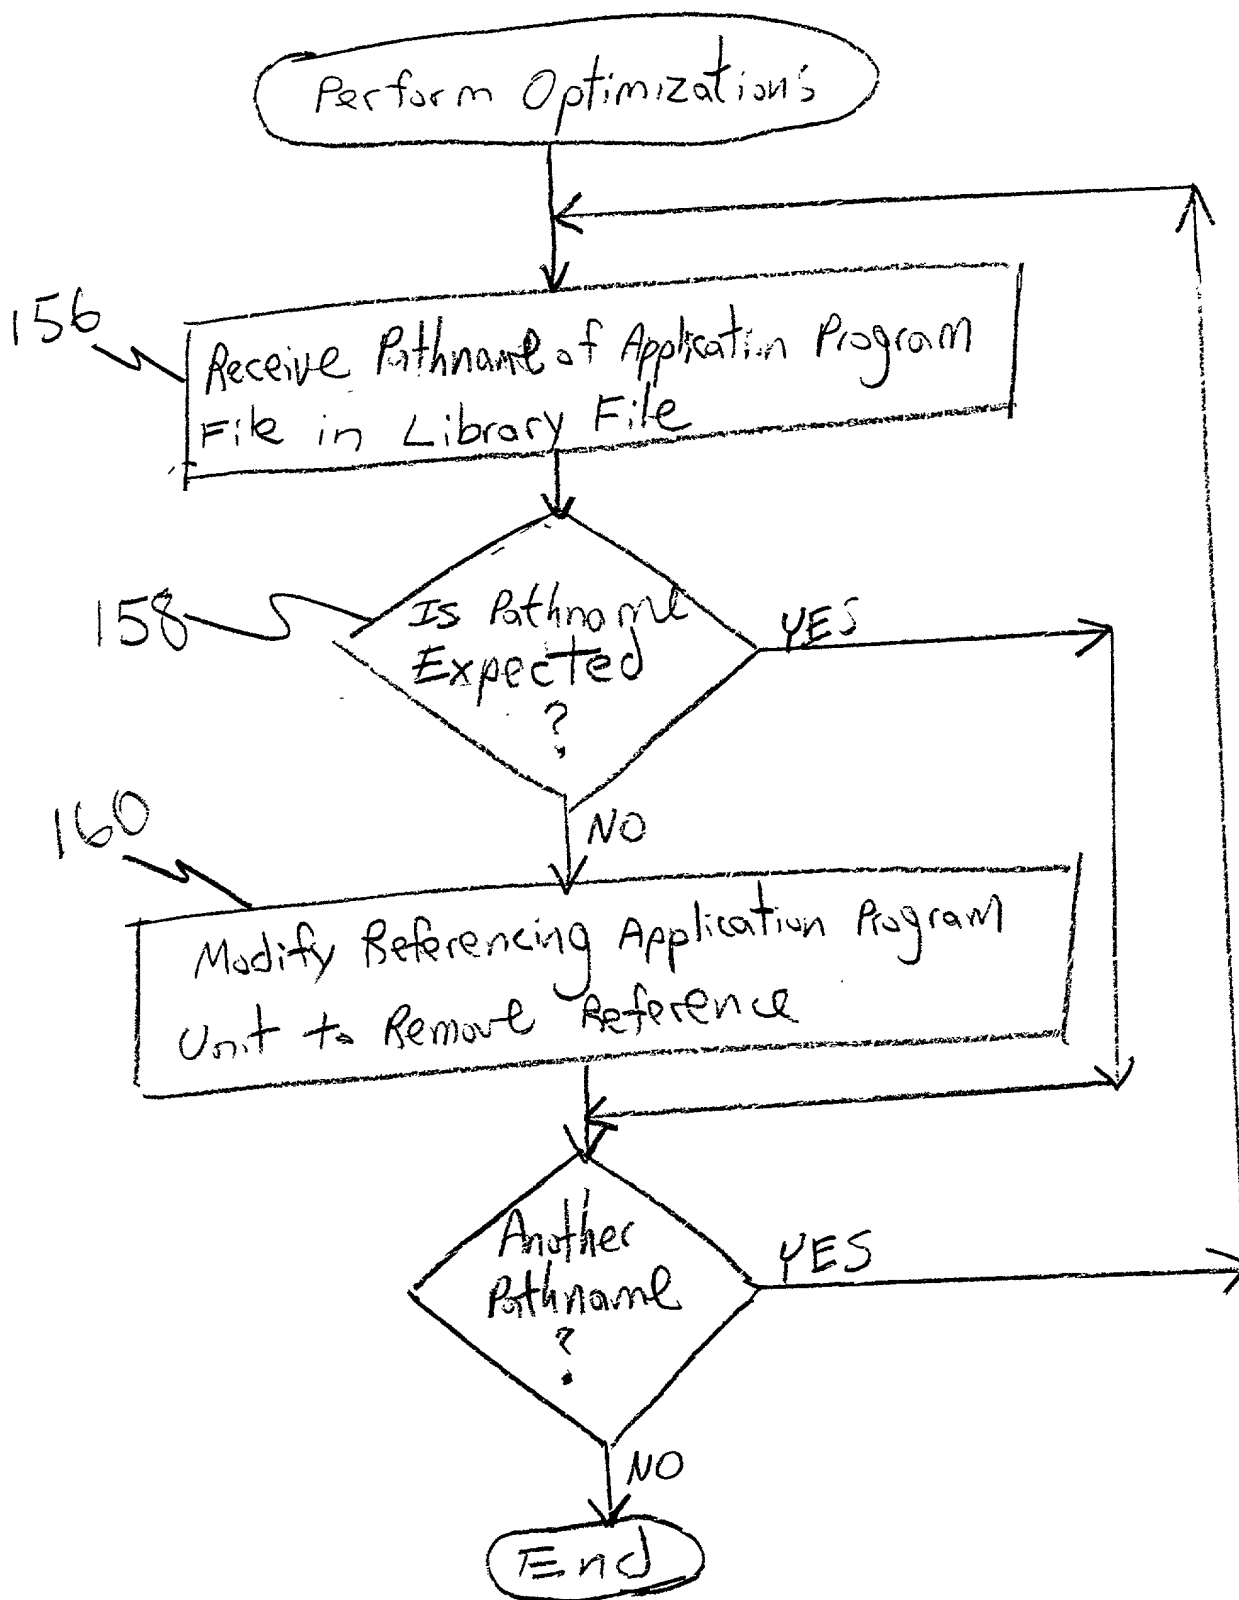 Perform Optimizations
156
Receive Pathname of Application Program
File in Library File
158
Is Pathname
Expected
?
YES
NO
160
Modify Referencing Application Program
Unit to Remove Reference
Another
Pathname
?
YES
NO
End